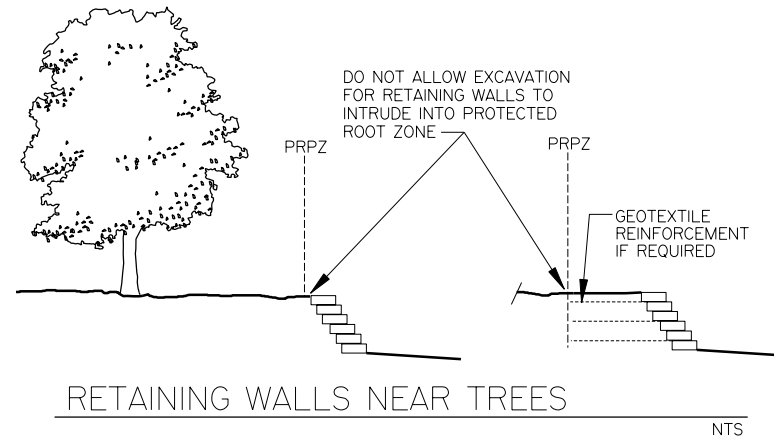 DO NOT ALLOW EXCAVATION
FOR RETAINING WALLS TO
INTRUDE INTO PROTECTED
ROOT ZONE
PRPZ
PRPZ
GEOTEXTILE
REINFORCEMENT
IF REQUIRED
RETAINING WALLS NEAR TREES
NTS